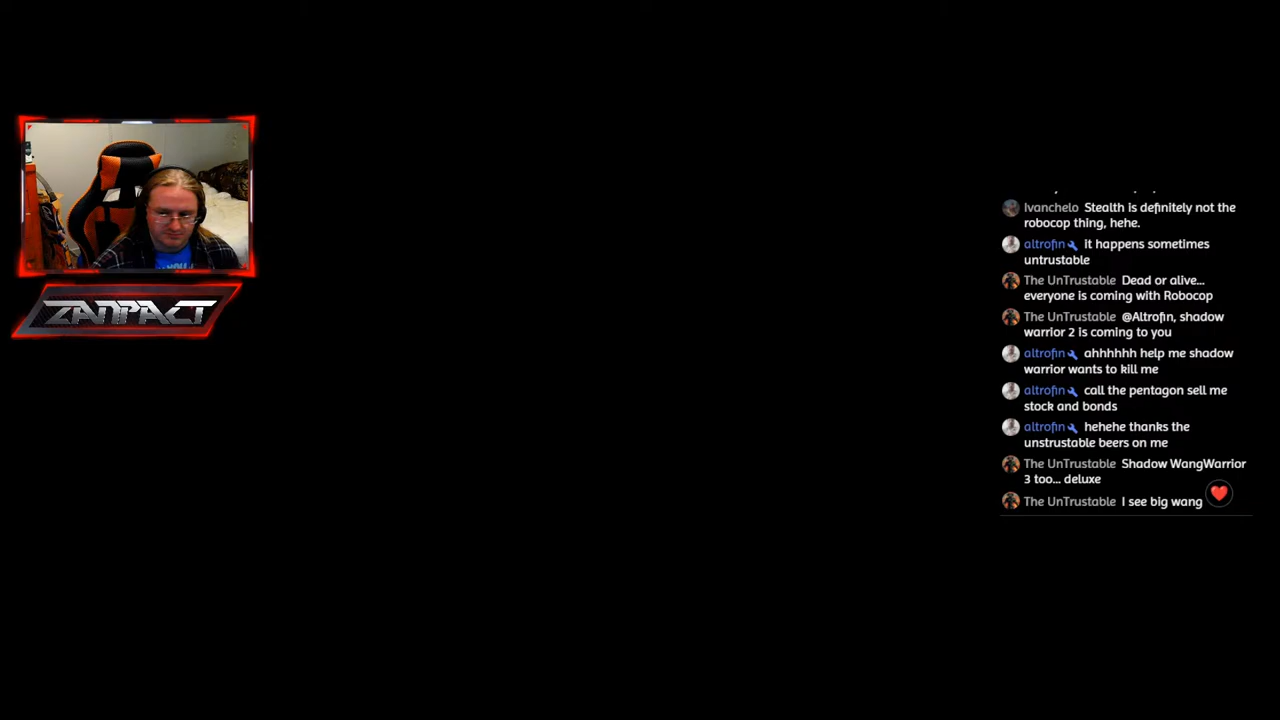 ZANPACT
Ivanchelo Stealth is definitely not the
robocop thing, hehe.
altrofin it happens sometimes
untrustable
The UnTrustable Dead or alive...
everyone is coming with Robocop
The UnTrustable @Altrofin, shadow
warrior 2 is coming to you
altrofin ahhhhhh help me shadow
warrior wants to kill me
altrofin call the pentagon sell me
stock and bonds
altrofin hehehe thanks the
unstrustable beers on me
The UnTrustable Shadow WangWarrior
3 too... deluxe
The UnTrustable I see big wang